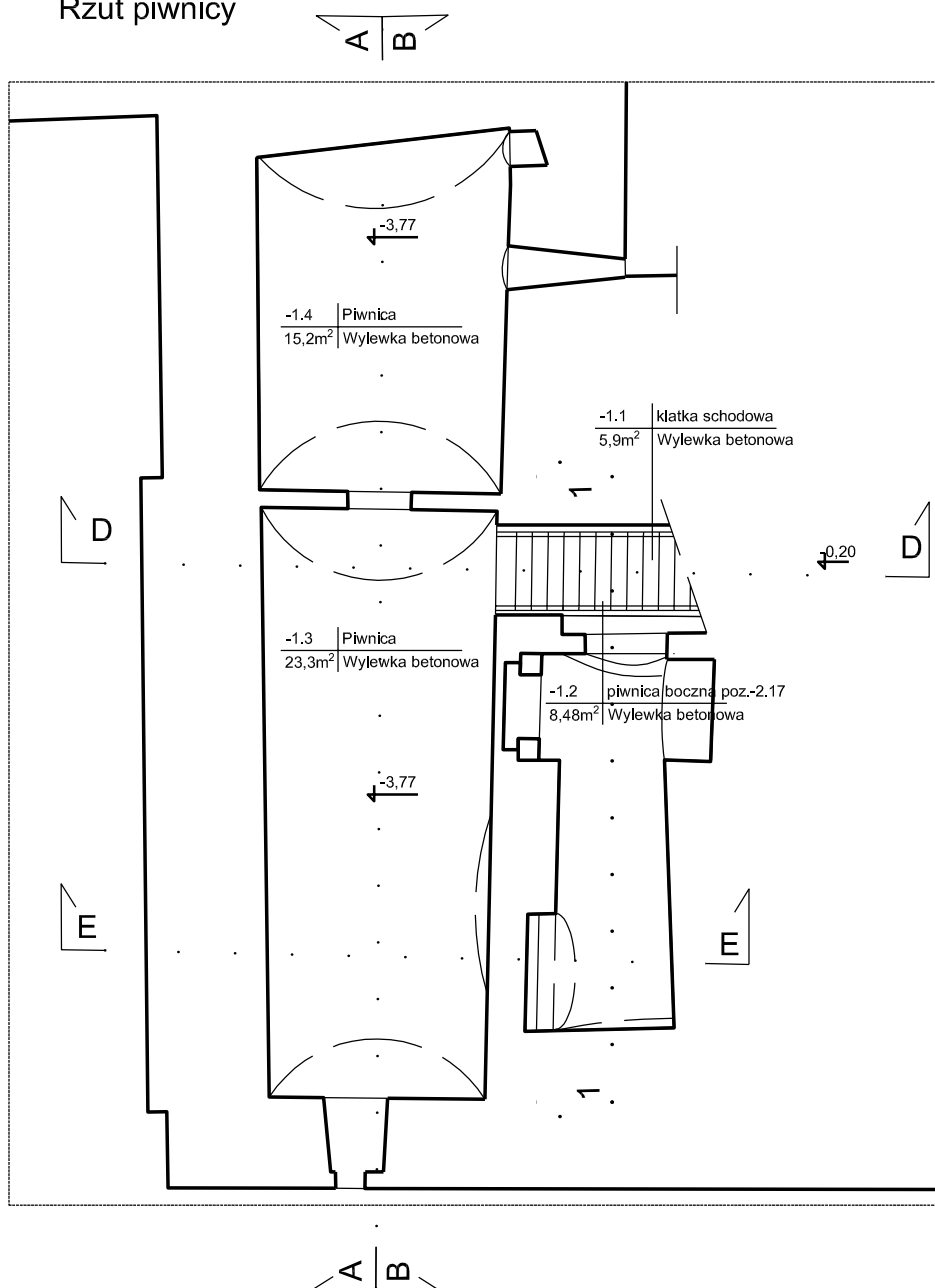 Rzut piwnicy
A B
-3,77
-1.4 Piwnica
15,2m² Wylewka betonowa
-1.1 klatka schodowa
5,9m² Wylewka betonowa
1
D
D
-0,20
-1.3 Piwnica
23,3m² Wylewka betonowa
-1.2 piwnica boczna poz.-2.17
8,48m² Wylewka betonowa
-3,77
E
E
1
A B